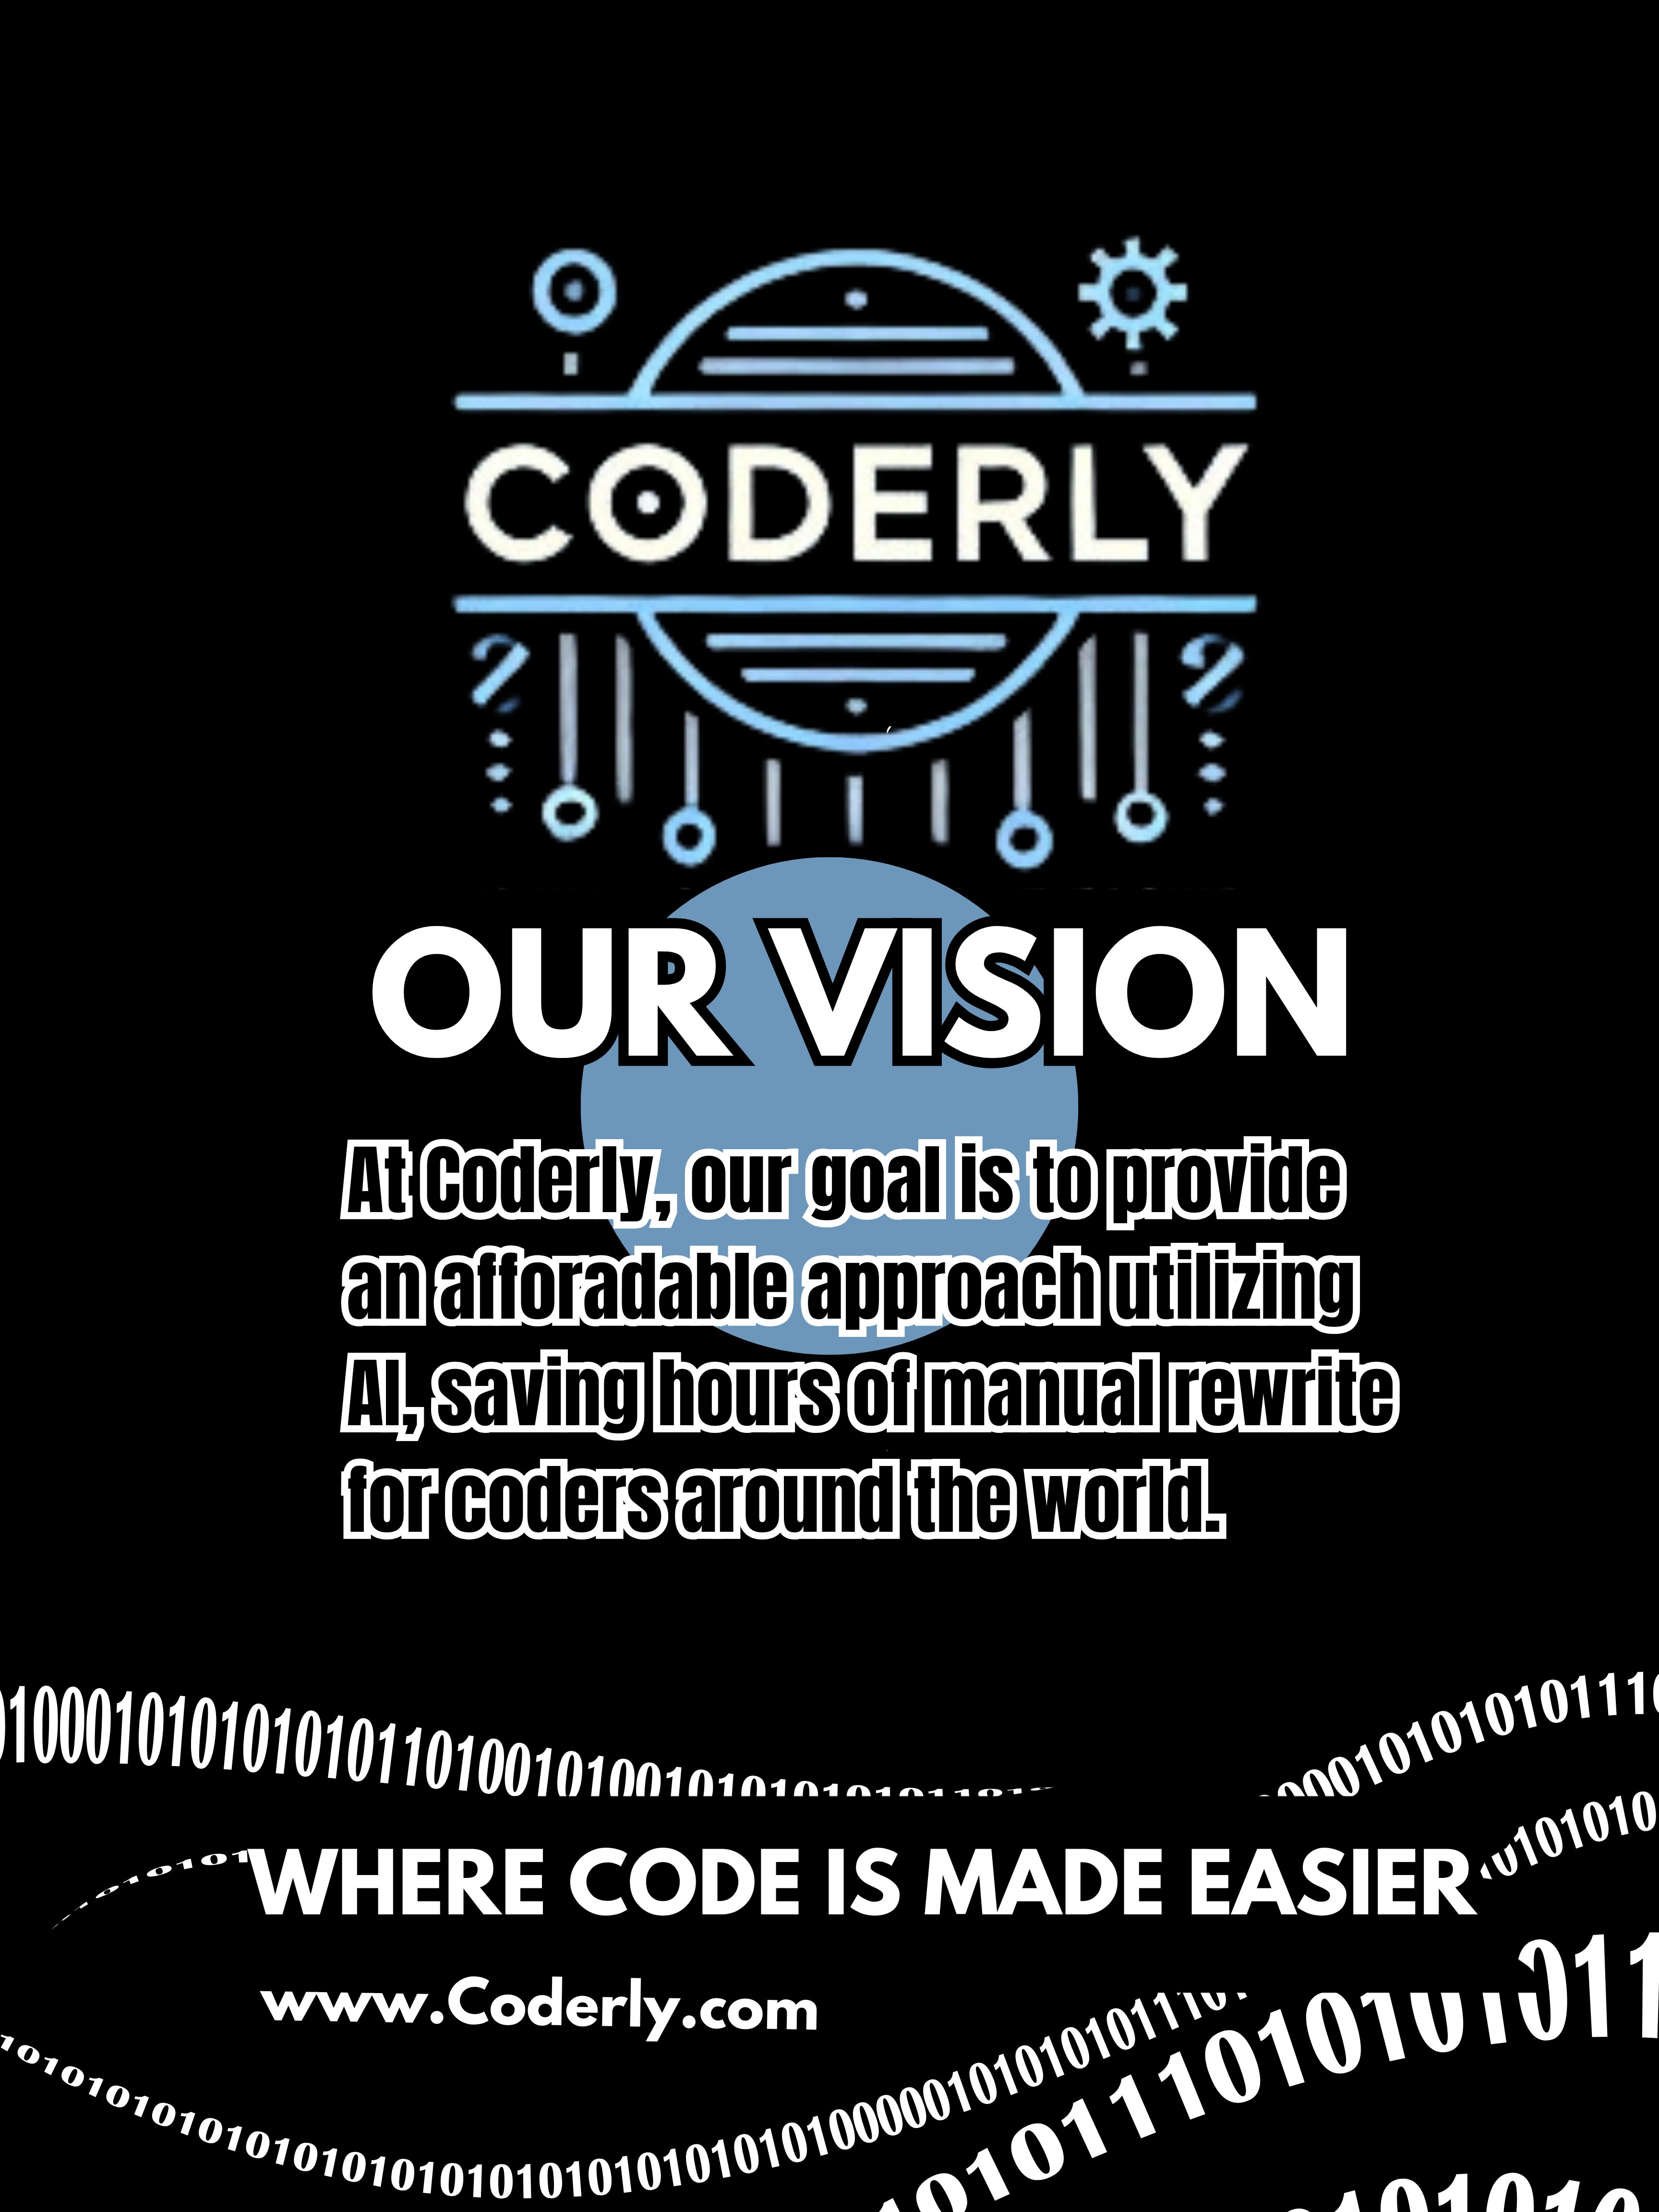 CODERLY
OUR VISION
At Coderly, our goal is to provide
an afforadable approach utilizing
AI, saving hours of manual rewrite
for coders around the world.
WHERE CODE IS MADE EASIER
www.Coderly.com